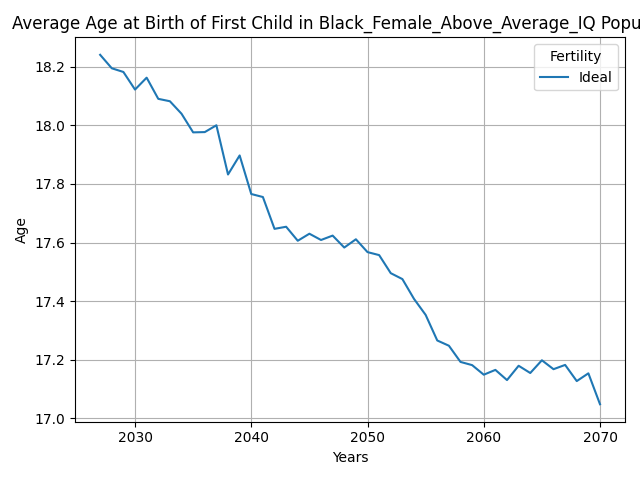 Average Age at Birth of First Child in Black_Female_Above_Average_IQ Popu
Fertility
Ideal
18.2
18.0
17.8
17.6
17.4
17.2
17.0
Age
2030 2040 2050 2060 2070
Years